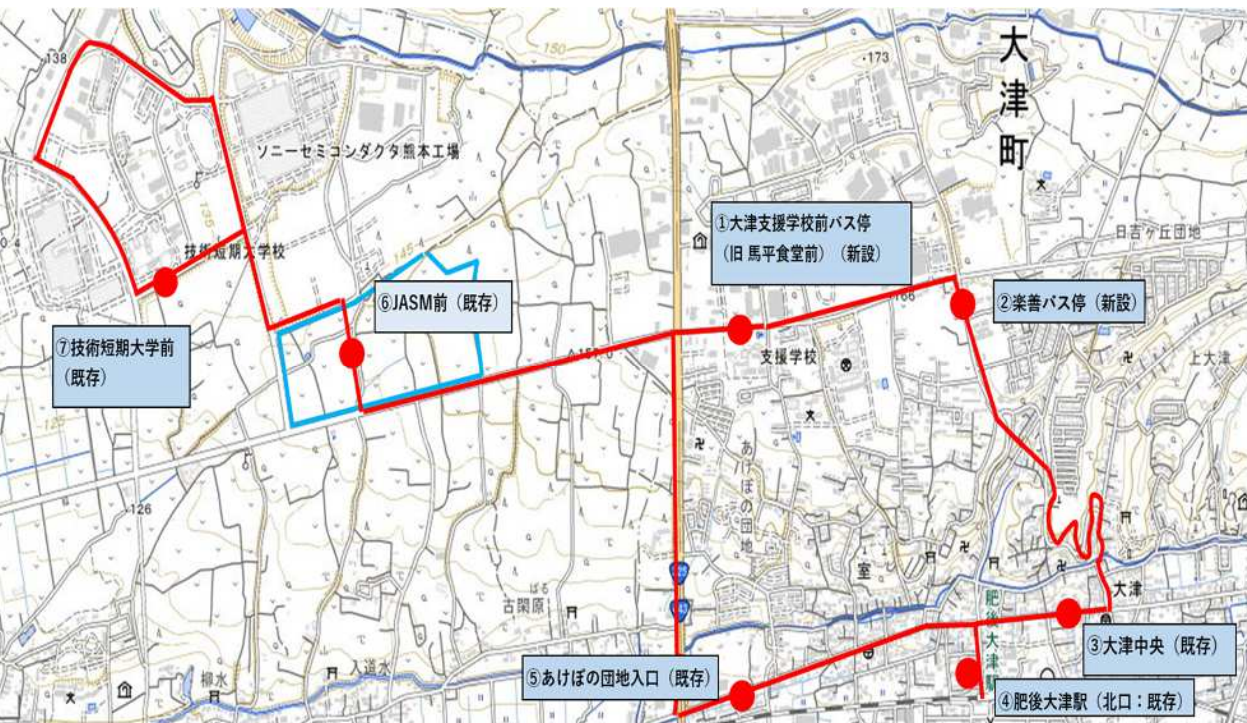 大津町
138
150
173
ソニーセミコンダクタ熊本工場
①大津支援学校前バス停
(旧 馬平食堂前)(新設)
日吉ヶ丘団地
135
技術短期大学校
145
166
⑥JASM前(既存)
②楽善バス停(新設)
⑦技術短期大学前
(既存)
支援学校
上大津
あけぼの団地
126
室
大津
ばる
古閑原
肥後大津駅
③大津中央(既存)
⑤あけぼの団地入口(既存)
入道水
柳水
④肥後大津駅(北口:既存)